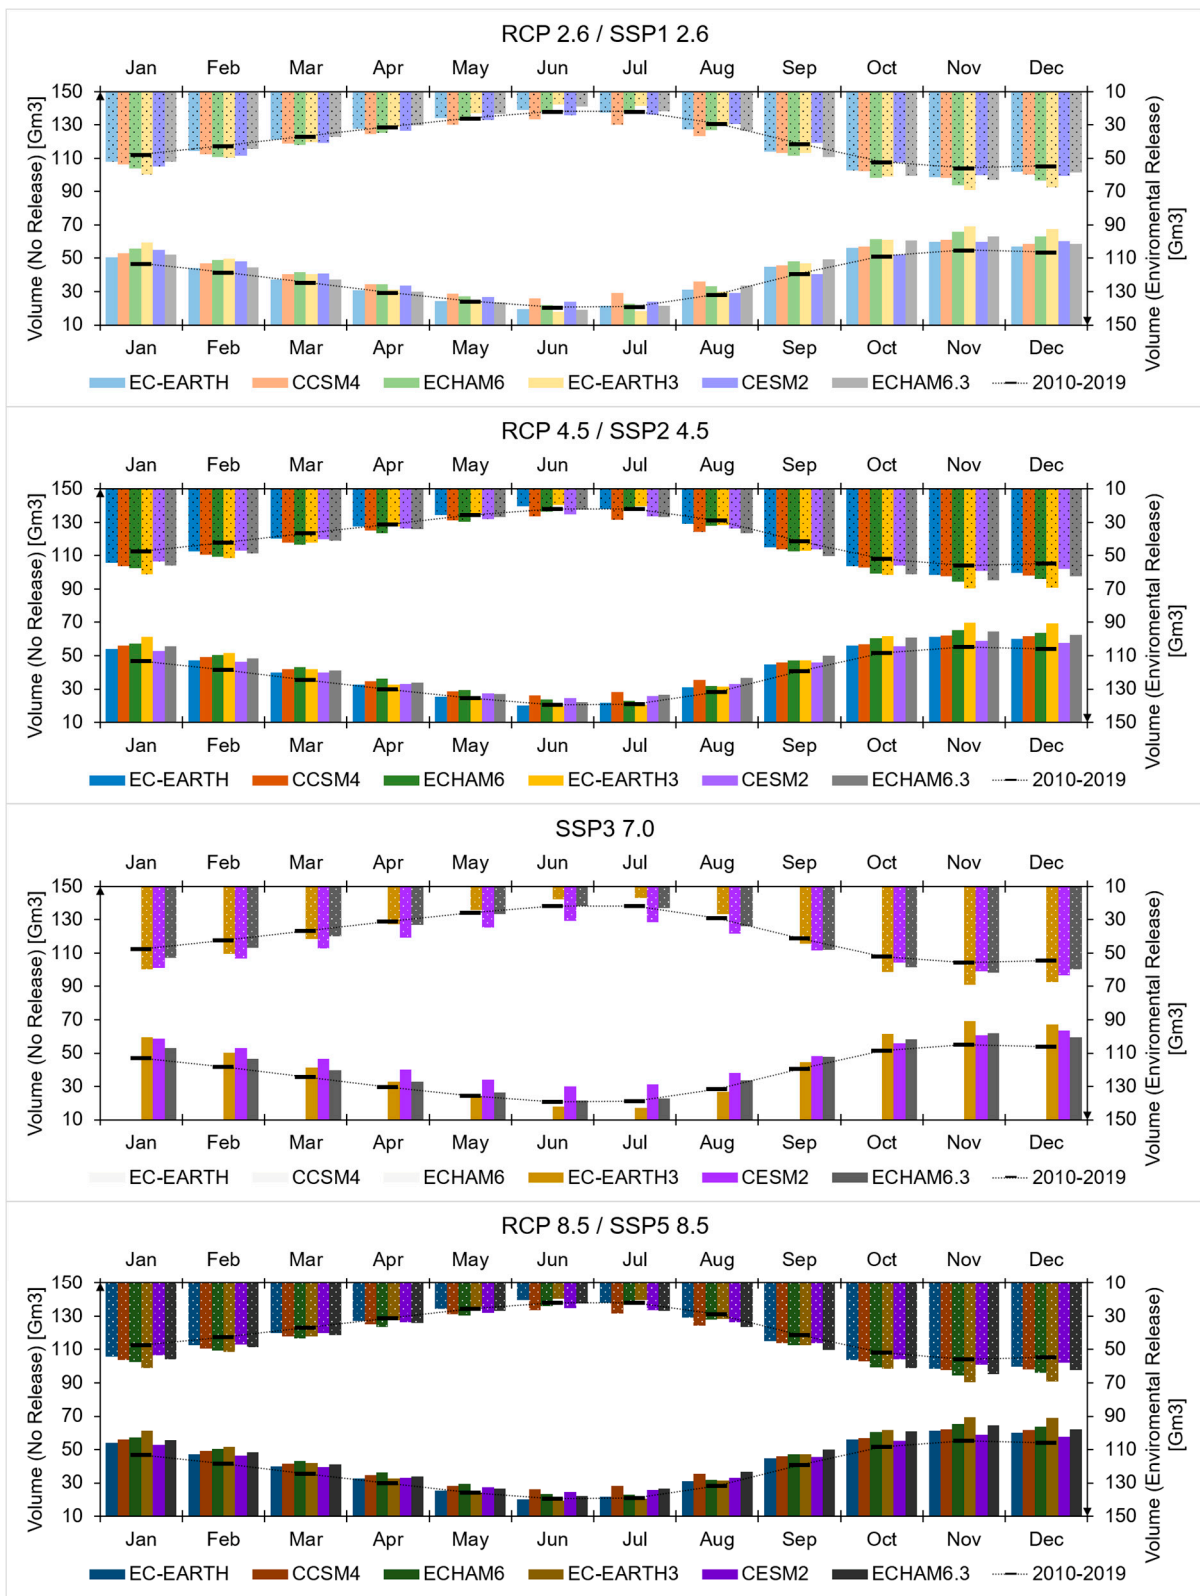 RCP 2.6 / SSP1 2.6
Jan Feb Mar Apr May Jun Jul Aug Sep Oct Nov Dec
Volume (No Release) [Gm3]
150 10
130 30
110 50
90 70
70 90
50 110
30 130
10 150
Volume (Enviromental Release)
[Gm3]
Jan Feb Mar Apr May Jun Jul Aug Sep Oct Nov Dec
EC-EARTH CCSM4 ECHAM6 EC-EARTH3 CESM2 ECHAM6.3 2010-2019
RCP 4.5 / SSP2 4.5
Jan Feb Mar Apr May Jun Jul Aug Sep Oct Nov Dec
Volume (No Release) [Gm3]
150 10
130 30
110 50
90 70
70 90
50 110
30 130
10 150
Volume (Enviromental Release)
[Gm3]
Jan Feb Mar Apr May Jun Jul Aug Sep Oct Nov Dec
EC-EARTH CCSM4 ECHAM6 EC-EARTH3 CESM2 ECHAM6.3 2010-2019
SSP3 7.0
Jan Feb Mar Apr May Jun Jul Aug Sep Oct Nov Dec
Volume (No Release) [Gm3]
150 10
130 30
110 50
90 70
70 90
50 110
30 130
10 150
Volume (Enviromental Release)
[Gm3]
Jan Feb Mar Apr May Jun Jul Aug Sep Oct Nov Dec
EC-EARTH CCSM4 ECHAM6 EC-EARTH3 CESM2 ECHAM6.3 2010-2019
RCP 8.5 / SSP5 8.5
Jan Feb Mar Apr May Jun Jul Aug Sep Oct Nov Dec
Volume (No Release) [Gm3]
150 10
130 30
110 50
90 70
70 90
50 110
30 130
10 150
Volume (Enviromental Release)
[Gm3]
Jan Feb Mar Apr May Jun Jul Aug Sep Oct Nov Dec
EC-EARTH CCSM4 ECHAM6 EC-EARTH3 CESM2 ECHAM6.3 2010-2019